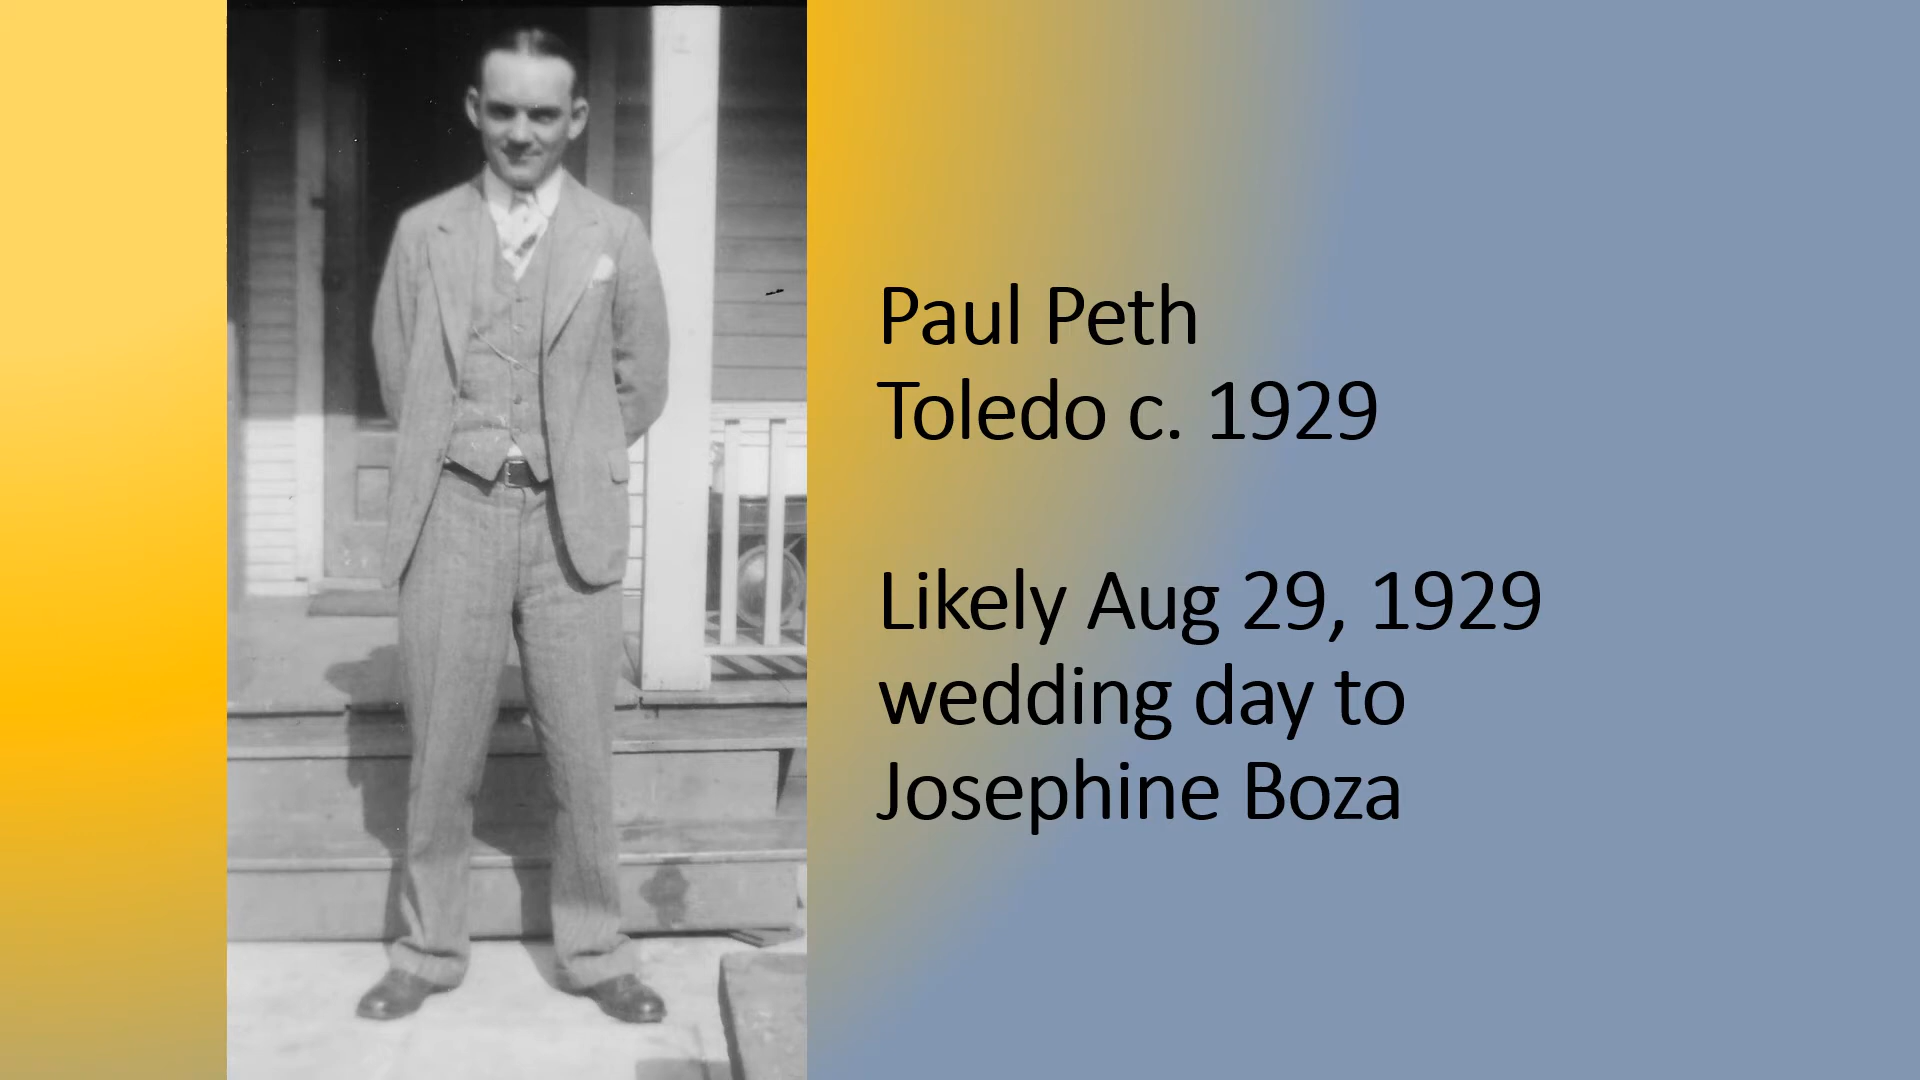 Paul Peth
Toledo c. 1929
Likely Aug 29, 1929
wedding day to
Josephine Boza